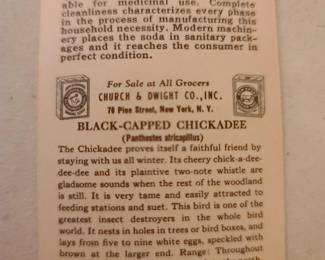 able for medicinal use. Complete
cleanliness characterizes every phase
in the process of manufacturing this
household necessity. Modern machin-
ery places the soda in sanitary pack-
ages and it reaches the consumer in
perfect condition.
For Sale at All Grocers
CHURCH & DWIGHT CO., INC.
70 Pine Street, New York, N. Y.
BLACK-CAPPED CHICKADEE
(Panthestes atricapillus)
The Chickadee proves itself a faithful friend by
staying with us all winter. Its cheery chick-a-dee-
dee-dee and its plaintive two-note whistle are
gladsome sounds when the rest of the woodland
is still. It is very tame and easily attracted to
feeding stations and suet. This bird is one of the
greatest insect destroyers in the whole bird
world. It nests in holes in trees or bird boxes, and
lays from five to nine white eggs, speckled with
brown at the larger end. Range: Throughout